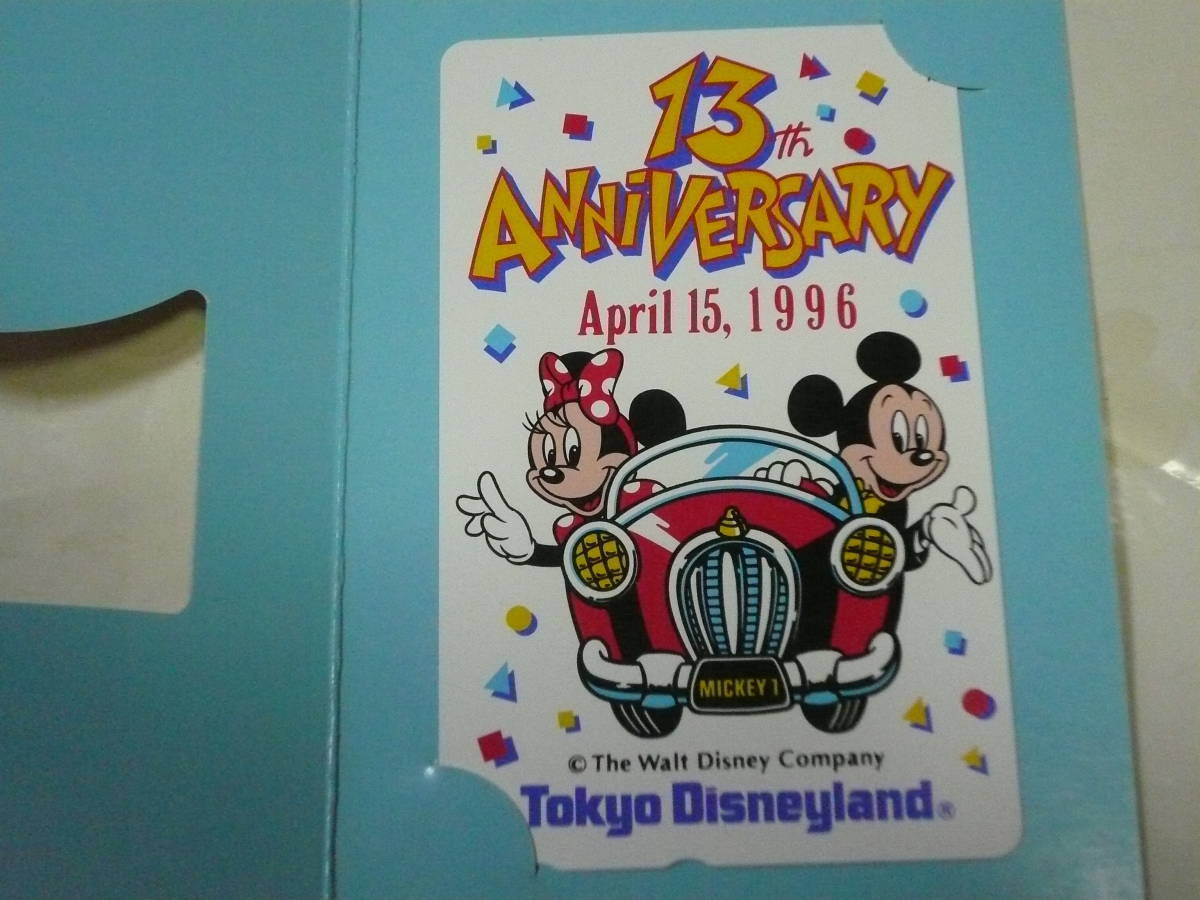 13th
ANNIVERSARY
April 15, 1996
MICKEY 1
© The Walt Disney Company
Tokyo Disneyland®